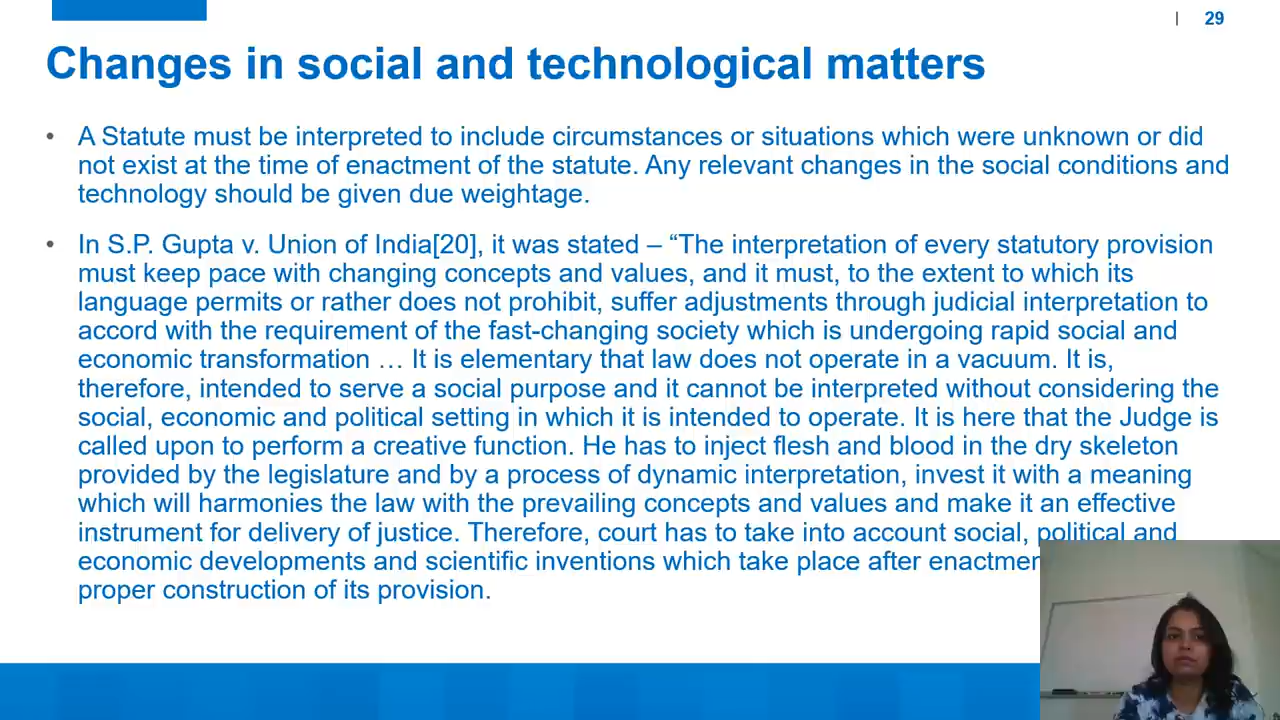 | 29
Changes in social and technological matters
• A Statute must be interpreted to include circumstances or situations which were unknown or did
not exist at the time of enactment of the statute. Any relevant changes in the social conditions and
technology should be given due weightage.
• In S.P. Gupta v. Union of India[20], it was stated – “The interpretation of every statutory provision
must keep pace with changing concepts and values, and it must, to the extent to which its
language permits or rather does not prohibit, suffer adjustments through judicial interpretation to
accord with the requirement of the fast-changing society which is undergoing rapid social and
economic transformation … It is elementary that law does not operate in a vacuum. It is,
therefore, intended to serve a social purpose and it cannot be interpreted without considering the
social, economic and political setting in which it is intended to operate. It is here that the Judge is
called upon to perform a creative function. He has to inject flesh and blood in the dry skeleton
provided by the legislature and by a process of dynamic interpretation, invest it with a meaning
which will harmonies the law with the prevailing concepts and values and make it an effective
instrument for delivery of justice. Therefore, court has to take into account social, political and
economic developments and scientific inventions which take place after
proper construction of its provision.